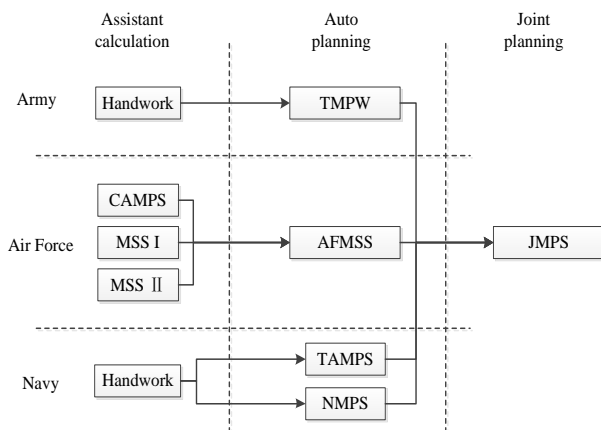 Assistant
calculation
Auto
planning
Joint
planning
Army
Handwork
TMPW
Air Force
CAMPS
MSS I
MSS Ⅱ
AFMSS
JMPS
Navy
Handwork
TAMPS
NMPS